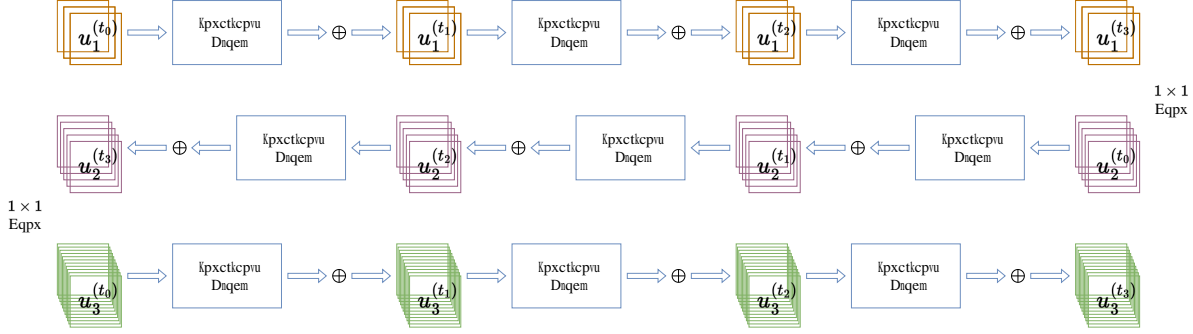 u_1^{(t_0)}
Kpxctkcpvu
Dnqem
⊕
u_1^{(t_1)}
Kpxctkcpvu
Dnqem
⊕
u_1^{(t_2)}
Kpxctkcpvu
Dnqem
⊕
u_1^{(t_3)}
1 × 1
Eqpx
u_2^{(t_3)}
⊕
Kpxctkcpvu
Dnqem
u_2^{(t_2)}
⊕
Kpxctkcpvu
Dnqem
u_2^{(t_1)}
⊕
Kpxctkcpvu
Dnqem
u_2^{(t_0)}
1 × 1
Eqpx
u_3^{(t_0)}
Kpxctkcpvu
Dnqem
⊕
u_3^{(t_1)}
Kpxctkcpvu
Dnqem
⊕
u_3^{(t_2)}
Kpxctkcpvu
Dnqem
⊕
u_3^{(t_3)}